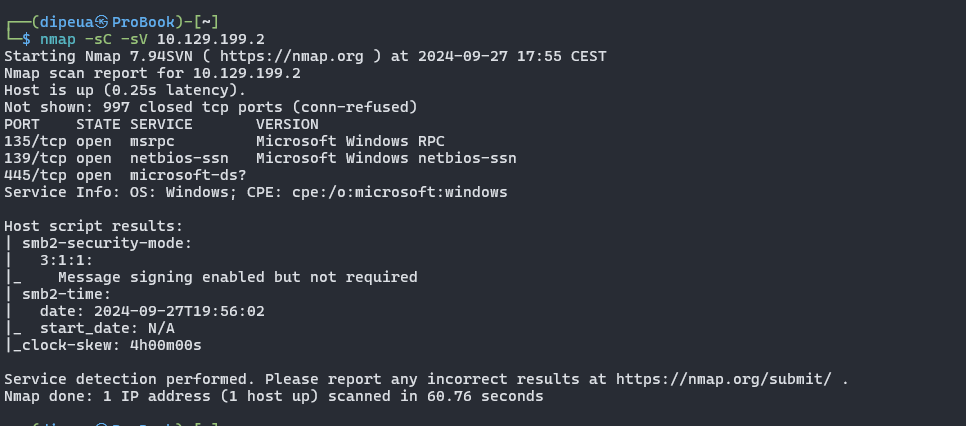 ┌──(dipeua㉿ProBook)-[~]
└─$ nmap -sC -sV 10.129.199.2
Starting Nmap 7.94SVN ( https://nmap.org ) at 2024-09-27 17:55 CEST
Nmap scan report for 10.129.199.2
Host is up (0.25s latency).
Not shown: 997 closed tcp ports (conn-refused)
PORT    STATE SERVICE       VERSION
135/tcp open  msrpc         Microsoft Windows RPC
139/tcp open  netbios-ssn   Microsoft Windows netbios-ssn
445/tcp open  microsoft-ds?
Service Info: OS: Windows; CPE: cpe:/o:microsoft:windows

Host script results:
| smb2-security-mode:
|   3:1:1:
|_    Message signing enabled but not required
| smb2-time:
|   date: 2024-09-27T19:56:02
|_  start_date: N/A
|_clock-skew: 4h00m00s

Service detection performed. Please report any incorrect results at https://nmap.org/submit/ .
Nmap done: 1 IP address (1 host up) scanned in 60.76 seconds